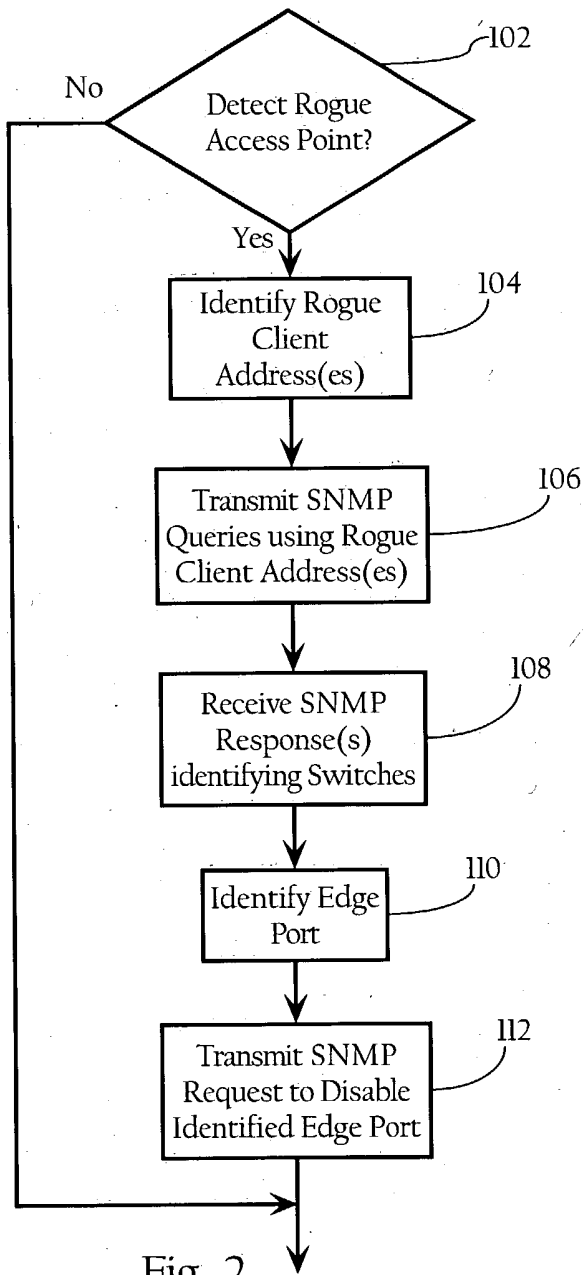 102
No
Detect Rogue
Access Point?
Yes
104
Identify Rogue
Client
Address(es)
106
Transmit SNMP
Queries using Rogue
Client Address(es)
108
Receive SNMP
Response(s)
identifying Switches
110
Identify Edge
Port
112
Transmit SNMP
Request to Disable
Identified Edge Port
Fig. 2